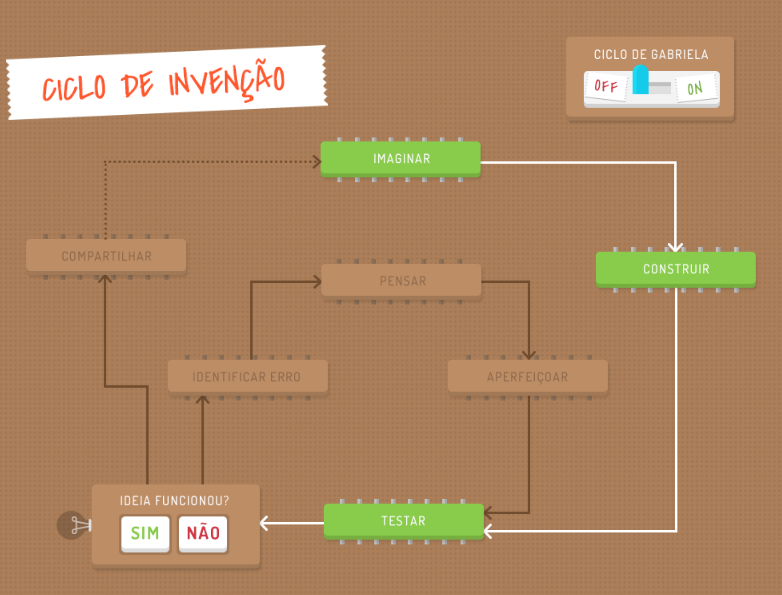 CICLO DE INVENÇÃO
CICLO DE GABRIELA
OFF ON
IMAGINAR
COMPARTILHAR
CONSTRUIR
PENSAR
IDENTIFICAR ERRO
APERFEIÇOAR
IDEIA FUNCIONOU?
SIM NÃO
TESTAR